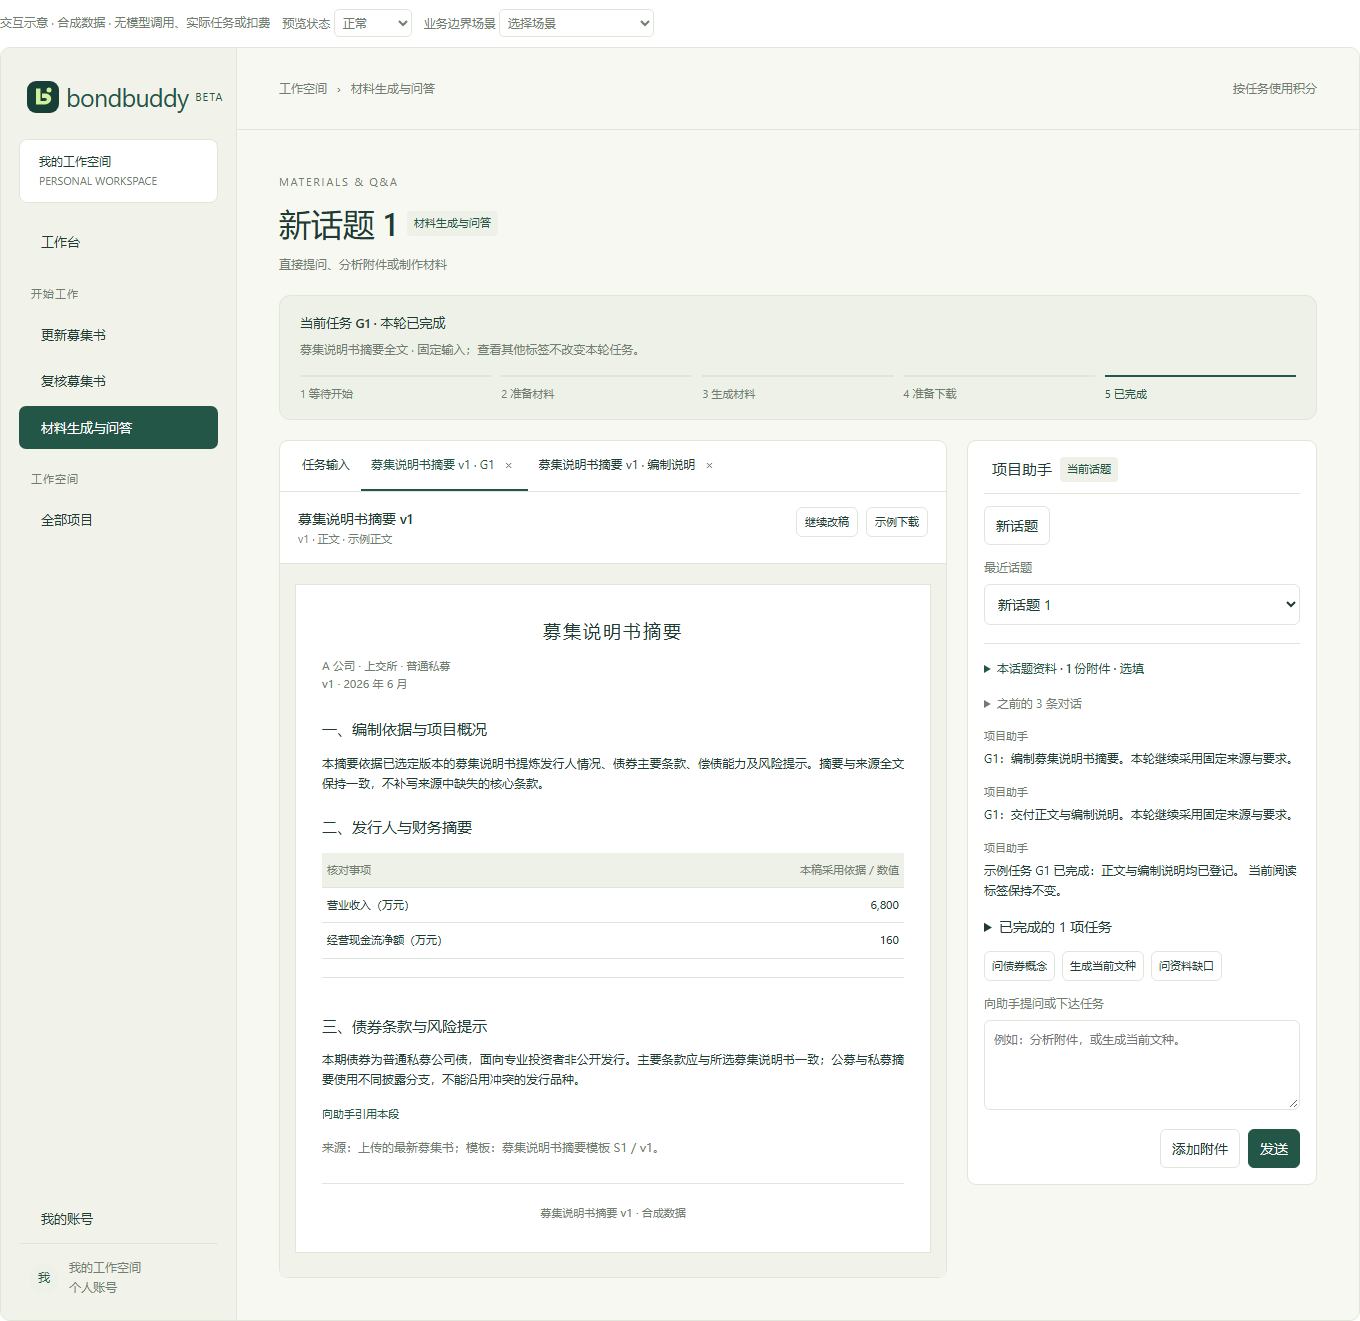 交互示意 · 合成数据 · 无模型调用、实际任务或扣费 预览状态 正常 业务边界场景 选择场景
bondbuddy BETA
我的工作空间
PERSONAL WORKSPACE
工作台
开始工作
更新募集书
复核募集书
材料生成与问答
工作空间
全部项目
我的账号
我 我的工作空间
个人账号
工作空间 › 材料生成与问答 按任务使用积分
MATERIALS & Q&A
新话题 1 材料生成与问答
直接提问、分析附件或制作材料
当前任务 G1 · 本轮已完成
募集说明书摘要全文 · 固定输入；查看其他标签不改变本轮任务。
1 等待开始 2 准备材料 3 生成材料 4 准备下载 5 已完成
任务输入 募集说明书摘要 v1 · G1 × 募集说明书摘要 v1 · 编制说明 ×
募集说明书摘要 v1
v1 · 正文 · 示例正文
继续改稿 示例下载
募集说明书摘要
A 公司 · 上交所 · 普通私募
v1 · 2026 年 6 月
一、编制依据与项目概况
本摘要依据已选定版本的募集说明书提炼发行人情况、债券主要条款、偿债能力及风险提示。摘要与来源全文
保持一致，不补写来源中缺失的核心条款。
二、发行人与财务摘要
核对事项 本稿采用依据 / 数值
营业收入（万元） 6,800
经营现金流净额（万元） 160
三、债券条款与风险提示
本期债券为普通私募公司债，面向专业投资者非公开发行。主要条款应与所选募集说明书一致；公募与私募摘
要使用不同披露分支，不能沿用冲突的发行品种。
向助手引用本段
来源：上传的最新募集书；模板：募集说明书摘要模板 S1 / v1。
募集说明书摘要 v1 · 合成数据
项目助手 当前话题
新话题
最近话题
新话题 1
本话题资料 · 1 份附件 · 选填
之前的 3 条对话
项目助手
G1：编制募集说明书摘要。本轮继续采用固定来源与要求。
项目助手
G1：交付正文与编制说明。本轮继续采用固定来源与要求。
项目助手
示例任务 G1 已完成：正文与编制说明均已登记。 当前阅读
标签保持不变。
已完成的 1 项任务
问债券概念 生成当前文种 问资料缺口
向助手提问或下达任务
例如：分析附件，或生成当前文种。
添加附件 发送